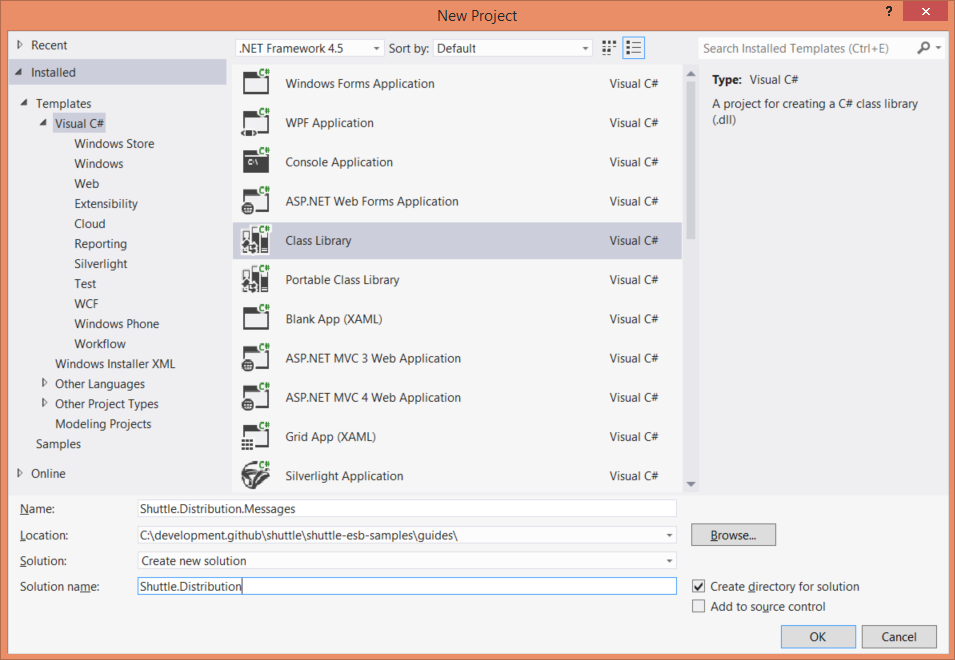 New Project
?
Recent
Installed
Templates
Visual C#
Windows Store
Windows
Web
Extensibility
Cloud
Reporting
Silverlight
Test
WCF
Windows Phone
Workflow
Windows Installer XML
Other Languages
Other Project Types
Modeling Projects
Samples
Online
.NET Framework 4.5 Sort by: Default
C# Windows Forms Application Visual C#
C# WPF Application Visual C#
C# C:\ Console Application Visual C#
C# ASP.NET Web Forms Application Visual C#
C# Class Library Visual C#
C# Portable Class Library Visual C#
C# Blank App (XAML) Visual C#
C# ASP.NET MVC 3 Web Application Visual C#
C# ASP.NET MVC 4 Web Application Visual C#
C# Grid App (XAML) Visual C#
C# Silverlight Application Visual C#
Search Installed Templates (Ctrl+E)
Type: Visual C#
A project for creating a C# class library
(.dll)
Name: Shuttle.Distribution.Messages
Location: C:\development.github\shuttle\shuttle-esb-samples\guides\
Browse...
Solution: Create new solution
Solution name: Shuttle.Distribution
Create directory for solution
Add to source control
OK Cancel